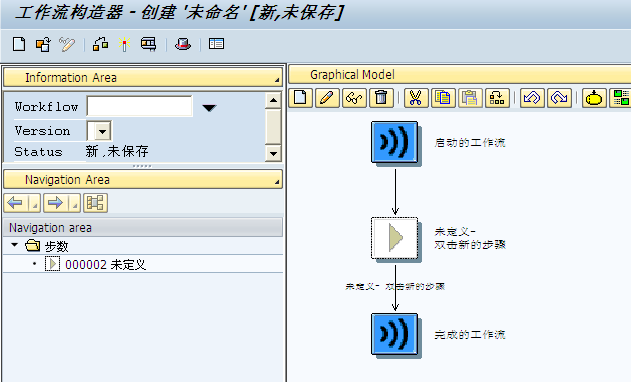 工作流构造器 - 创建 '未命名' [新,未保存]
Information Area
Workflow
Version
Status 新 ,未保存
Navigation Area
Navigation area
步数
000002 未定义
Graphical Model
启动的工作流
未定义-
双击新的步骤
未定义- 双击新的步骤
完成的工作流